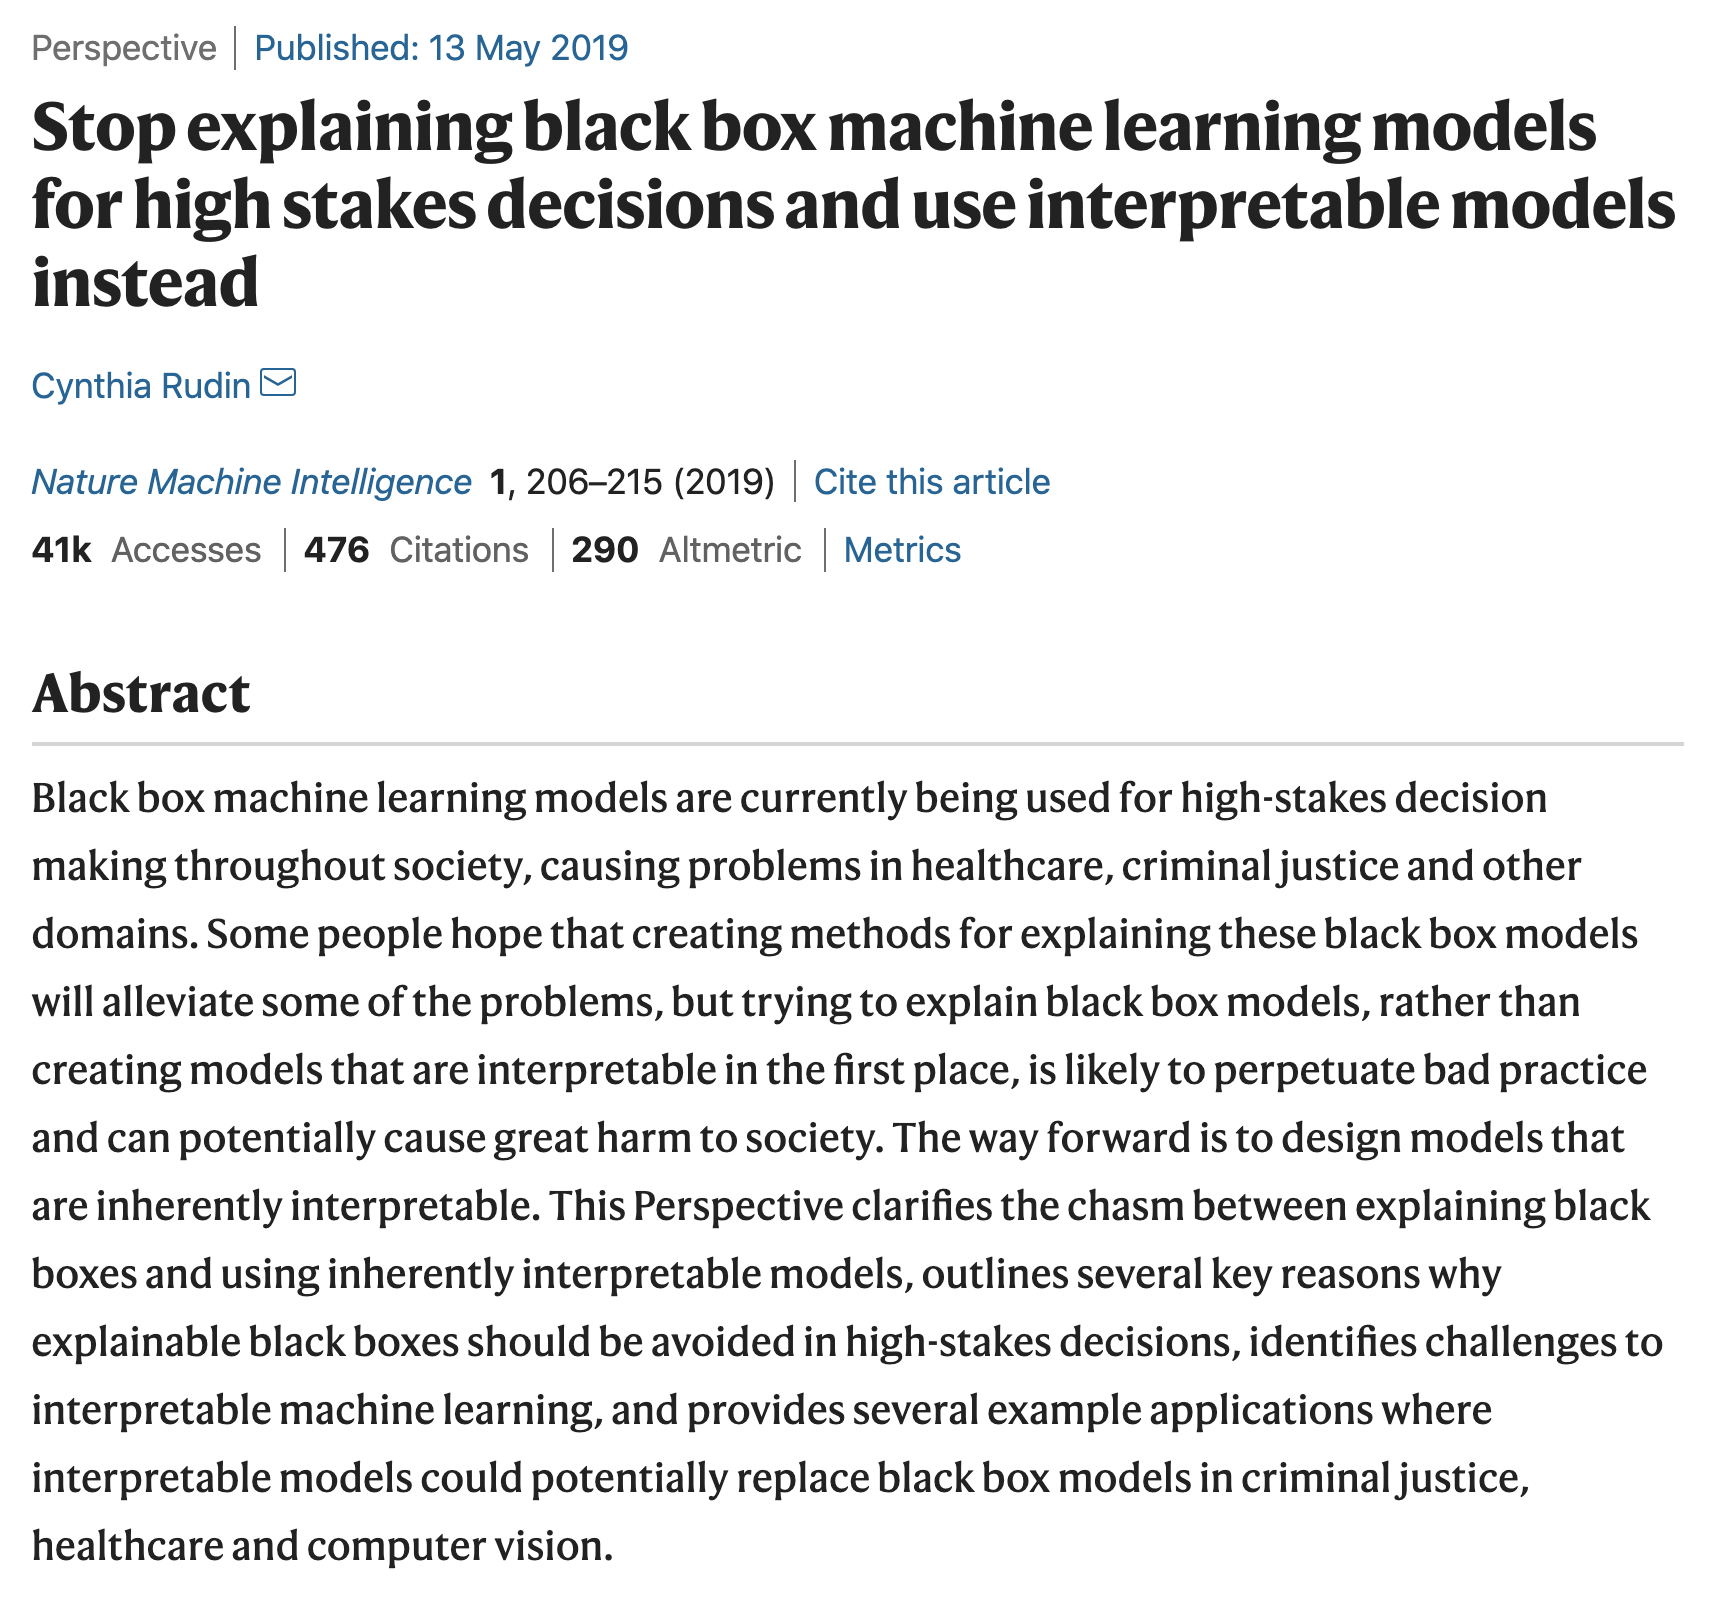 Perspective | Published: 13 May 2019
Stop explaining black box machine learning models
for high stakes decisions and use interpretable models
instead
Cynthia Rudin
Nature Machine Intelligence 1, 206–215 (2019) | Cite this article
41k Accesses | 476 Citations | 290 Altmetric | Metrics
Abstract
Black box machine learning models are currently being used for high-stakes decision
making throughout society, causing problems in healthcare, criminal justice and other
domains. Some people hope that creating methods for explaining these black box models
will alleviate some of the problems, but trying to explain black box models, rather than
creating models that are interpretable in the first place, is likely to perpetuate bad practice
and can potentially cause great harm to society. The way forward is to design models that
are inherently interpretable. This Perspective clarifies the chasm between explaining black
boxes and using inherently interpretable models, outlines several key reasons why
explainable black boxes should be avoided in high-stakes decisions, identifies challenges to
interpretable machine learning, and provides several example applications where
interpretable models could potentially replace black box models in criminal justice,
healthcare and computer vision.